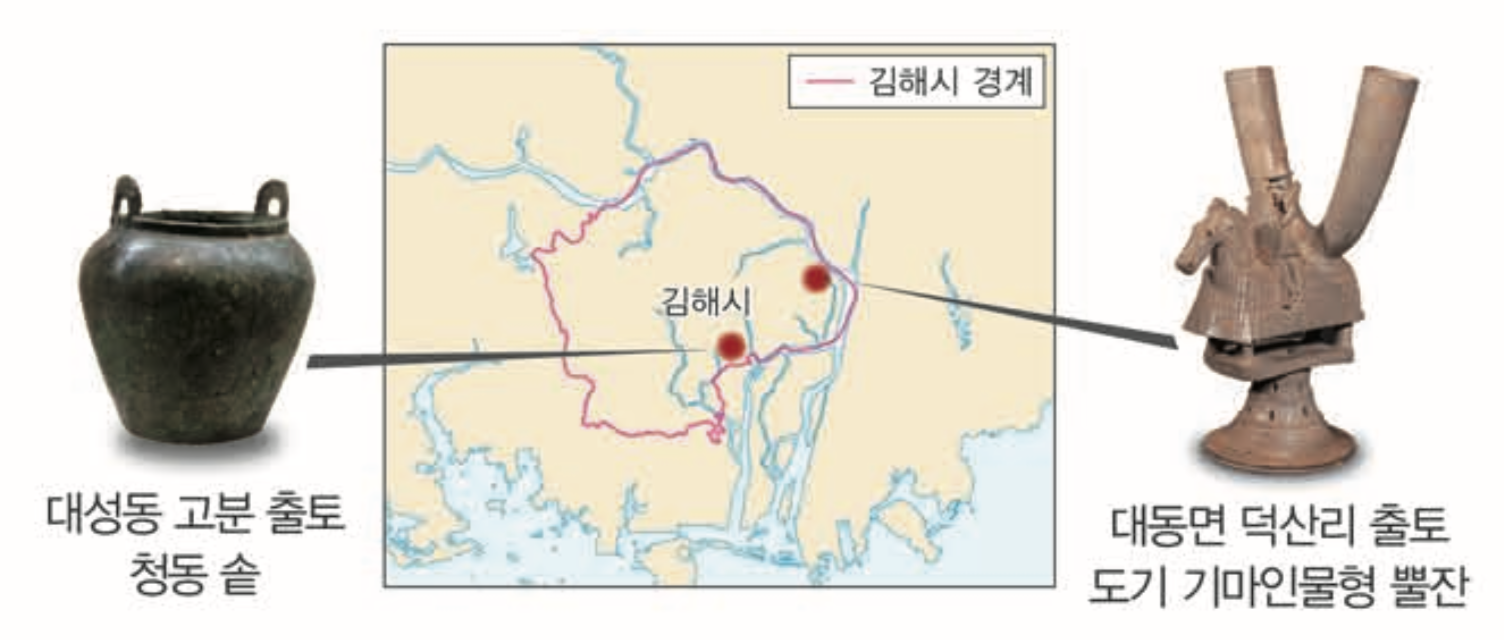 김해시 경계
김해시
대성동 고분 출토
청동 솥
대동면 덕산리 출토
도기 기마인물형 뿔잔